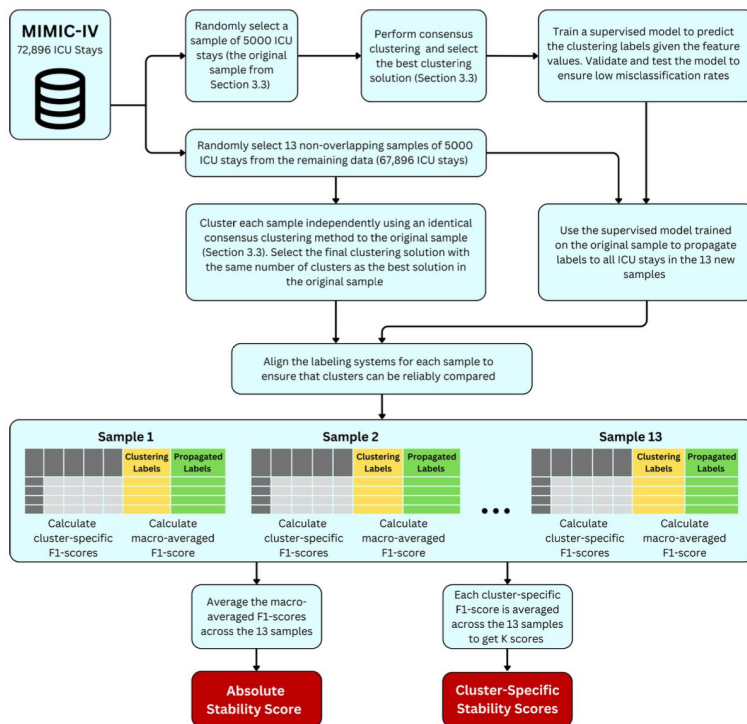 MIMIC-IV
72,896 ICU Stays
Randomly select a
sample of 5000 ICU
stays (the original
sample from
Section 3.3)
Perform consensus
clustering and select
the best clustering
solution (Section 3.3)
Train a supervised model to predict
the clustering labels given the feature
values. Validate and test the model to
ensure low misclassification rates
Randomly select 13 non-overlapping samples of 5000
ICU stays from the remaining data (67,896 ICU stays)
Cluster each sample independently using an identical
consensus clustering method to the original sample
(Section 3.3). Select the final clustering solution with
the same number of clusters as the best solution in
the original sample
Use the supervised model trained
on the original sample to propagate
labels to all ICU stays in the 13 new
samples
Align the labeling systems for each sample to
ensure that clusters can be reliably compared
Sample 1
Clustering
Labels
Propagated
Labels
Calculate
cluster-specific
F1-scores
Calculate
macro-averaged
F1-score
Sample 2
Clustering
Labels
Propagated
Labels
Calculate
cluster-specific
F1-scores
Calculate
macro-averaged
F1-score
...
Sample 13
Clustering
Labels
Propagated
Labels
Calculate
cluster-specific
F1-scores
Calculate
macro-averaged
F1-score
Average the macro-
averaged F1-scores
across the 13 samples
Each cluster-specific
F1-score is averaged
across the 13 samples
to get K scores
Absolute
Stability Score
Cluster-Specific
Stability Scores